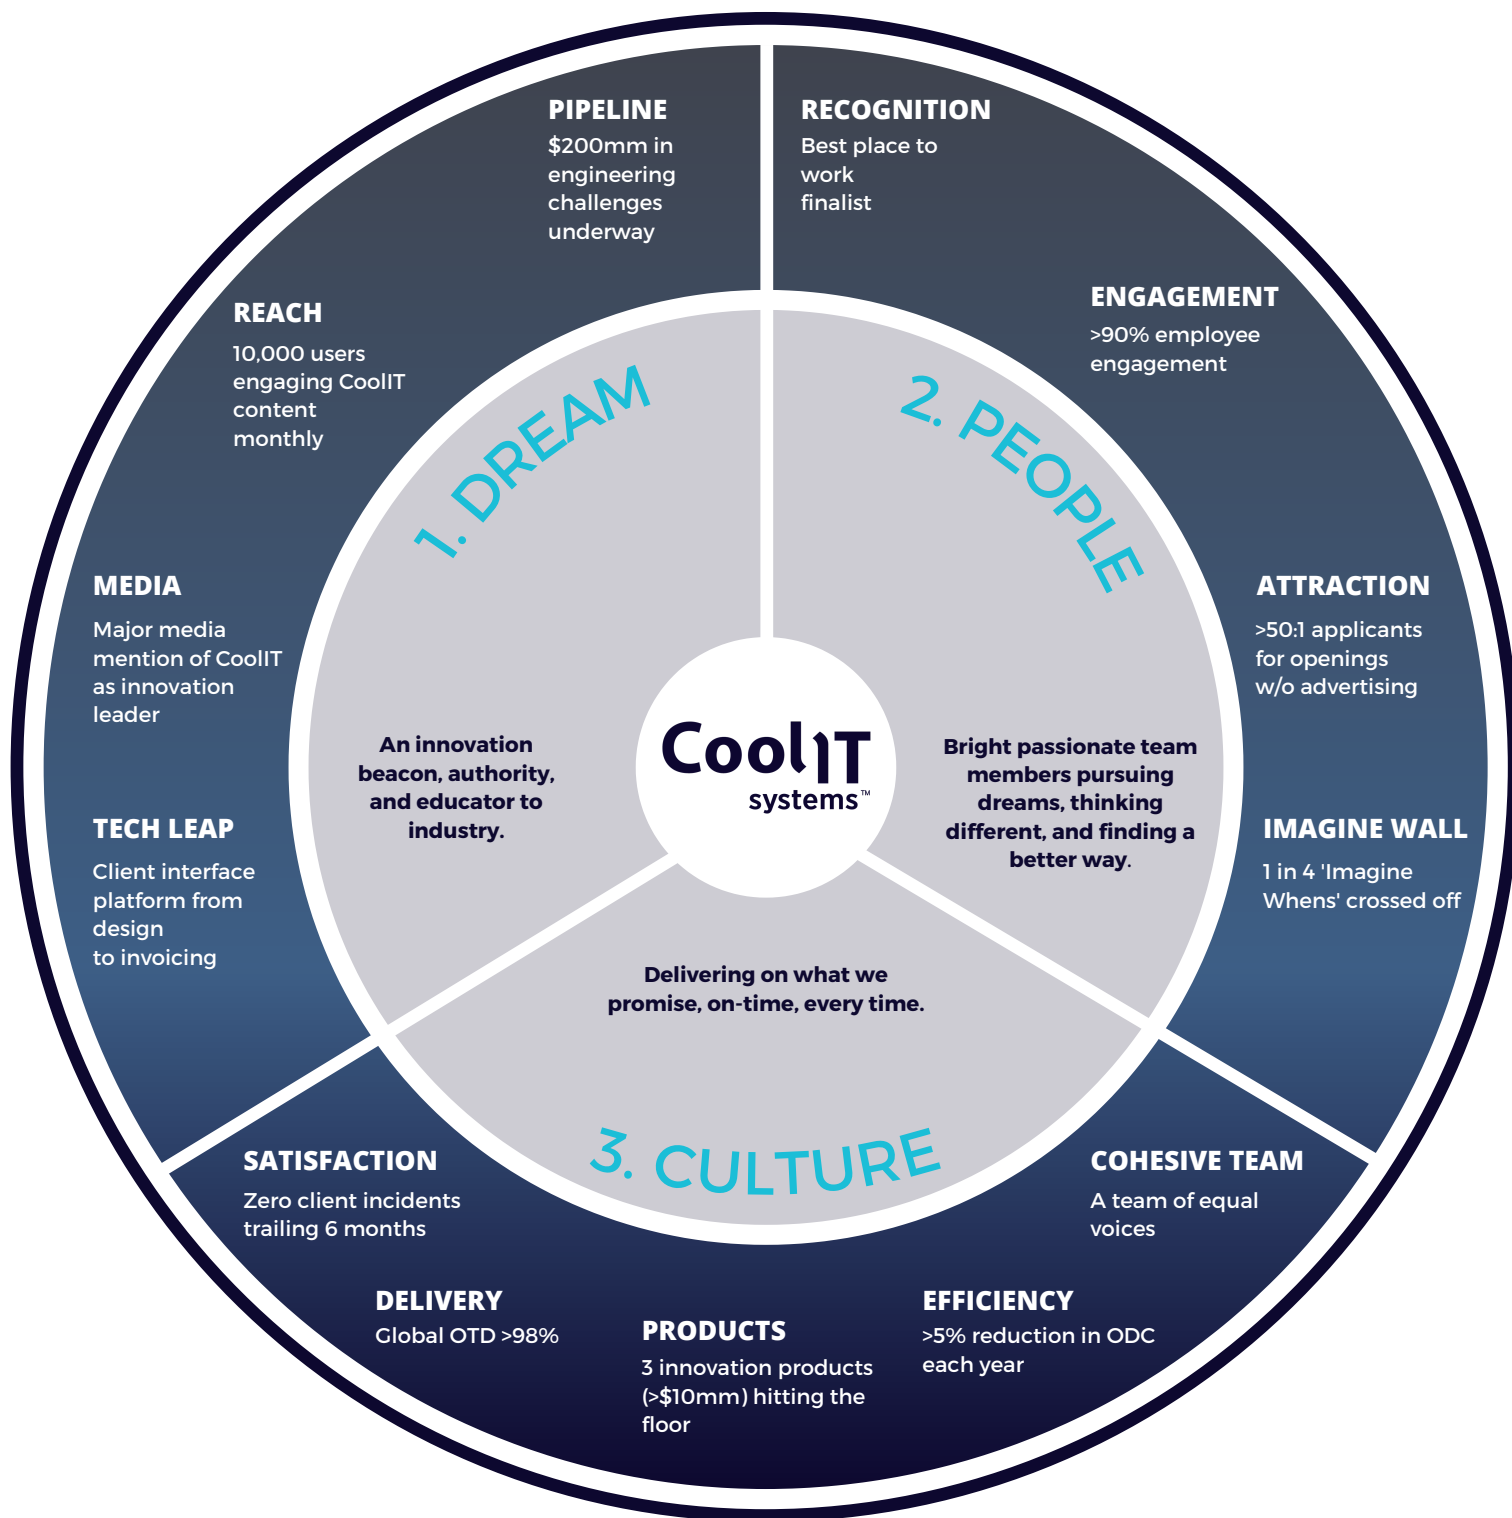 PIPELINE
$200mm in
engineering
challenges
underway
RECOGNITION
Best place to
work
finalist
REACH
10,000 users
engaging CoolIT
content
monthly
ENGAGEMENT
>90% employee
engagement
1. DREAM
2. PEOPLE
MEDIA
Major media
mention of CoolIT
as innovation
leader
ATTRACTION
>50:1 applicants
for openings
w/o advertising
An innovation
beacon, authority,
and educator to
industry.
CoolIT
systems™
Bright passionate team
members pursuing
dreams, thinking
different, and finding a
better way.
TECH LEAP
Client interface
platform from
design
to invoicing
IMAGINE WALL
1 in 4 'Imagine
Whens' crossed off
Delivering on what we
promise, on-time, every time.
3. CULTURE
SATISFACTION
Zero client incidents
trailing 6 months
COHESIVE TEAM
A team of equal
voices
DELIVERY
Global OTD >98%
PRODUCTS
3 innovation products
(>$10mm) hitting the
floor
EFFICIENCY
>5% reduction in ODC
each year